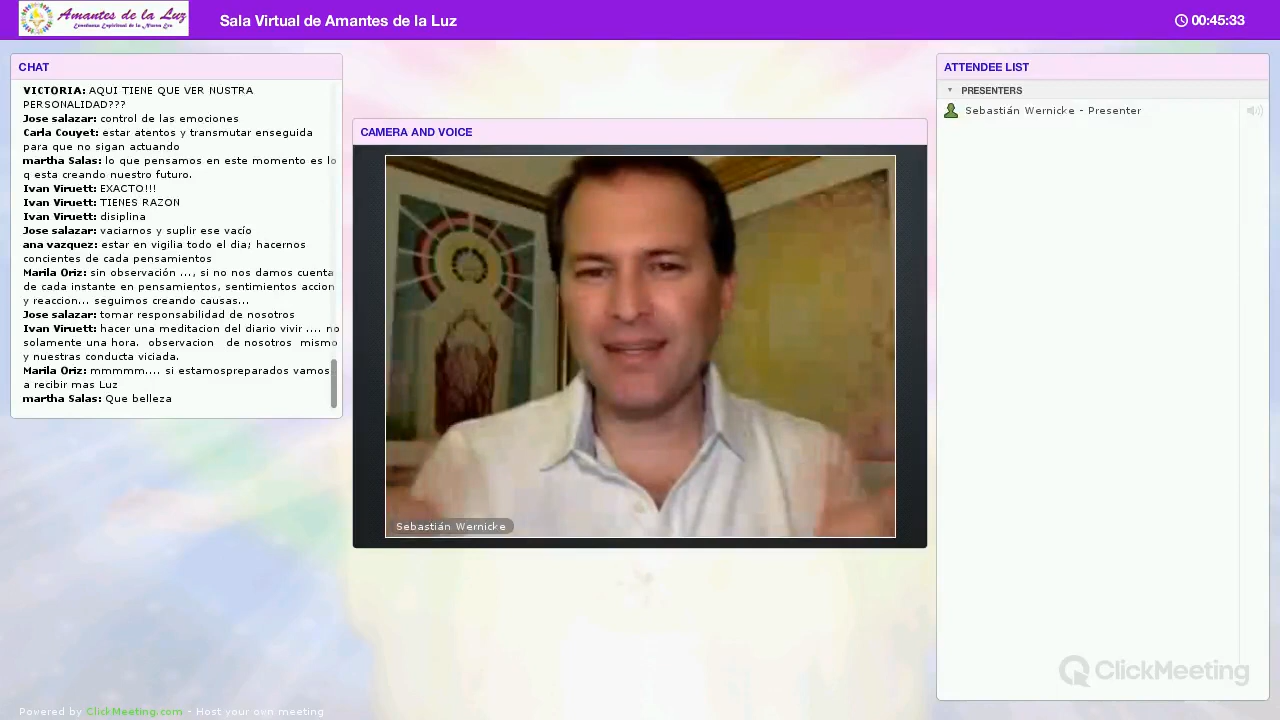 Amantes de la Luz
Enseñanza Espiritual de la Nueva Era
Sala Virtual de Amantes de la Luz
00:45:33
CHAT
VICTORIA: AQUI TIENE QUE VER NUSTRA
PERSONALIDAD???
Jose salazar: control de las emociones
Carla Couyet: estar atentos y transmutar enseguida
para que no sigan actuando
martha Salas: lo que pensamos en este momento es lo
q esta creando nuestro futuro.
Ivan Viruett: EXACTO!!!
Ivan Viruett: TIENES RAZON
Ivan Viruett: disiplina
Jose salazar: vaciarnos y suplir ese vacío
ana vazquez: estar en vigilia todo el dia; hacernos
concientes de cada pensamientos
Marila Oriz: sin observación ..., si no nos damos cuenta
de cada instante en pensamientos, sentimientos accion
y reaccion... seguimos creando causas...
Jose salazar: tomar responsabilidad de nosotros
Ivan Viruett: hacer una meditacion del diario vivir .... no
solamente una hora. observacion de nosotros mismo
y nuestras conducta viciada.
Marila Oriz: mmmmm.... si estamospreparados vamos
a recibir mas Luz
martha Salas: Que belleza
CAMERA AND VOICE
Sebastián Wernicke
ATTENDEE LIST
PRESENTERS
Sebastián Wernicke - Presenter
ClickMeeting
Powered by ClickMeeting.com - Host your own meeting